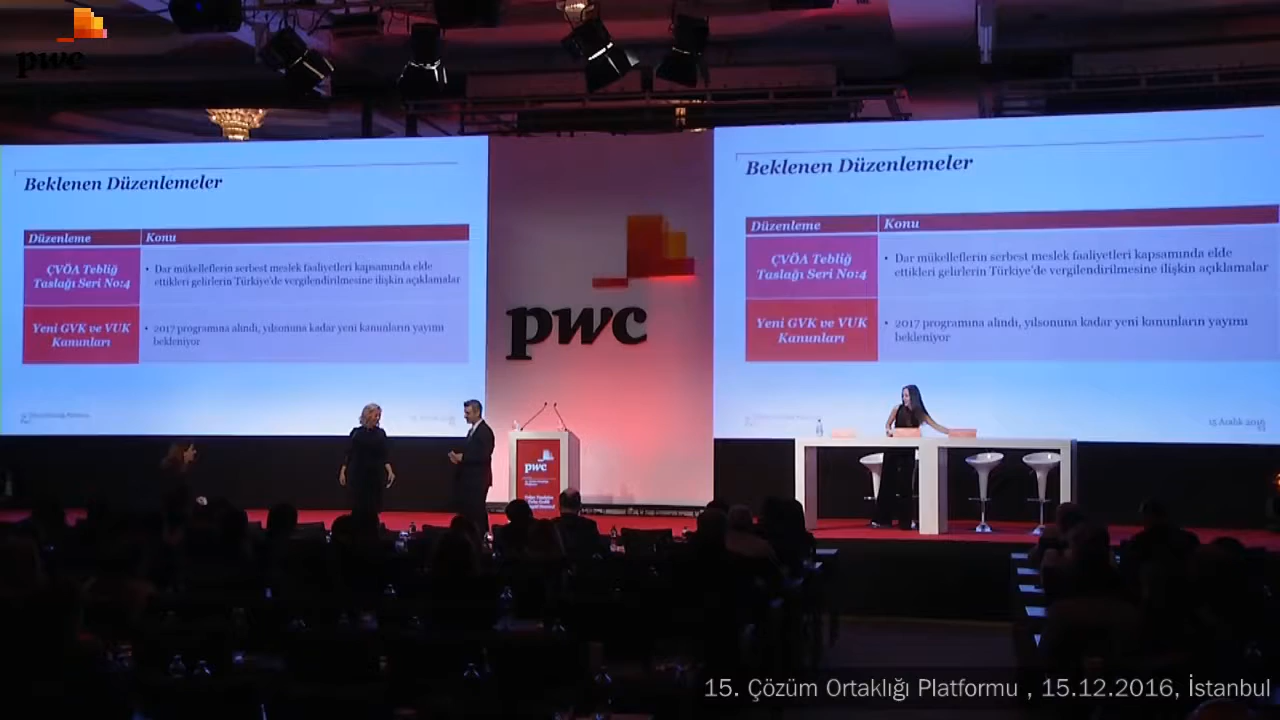 pwc
Beklenen Düzenlemeler
Düzenleme
Konu
ÇVÖA Tebliğ
Taslağı Seri No:4
• Dar mükelleflerin serbest meslek faaliyetleri kapsamında elde
ettikleri gelirlerin Türkiye'de vergilendirilmesine ilişkin açıklamalar
Yeni GVK ve VUK
Kanunları
• 2017 programına alındı, yılsonuna kadar yeni kanunların yayımı
bekleniyor
pwc
Beklenen Düzenlemeler
Düzenleme
Konu
ÇVÖA Tebliğ
Taslağı Seri No:4
• Dar mükelleflerin serbest meslek faaliyetleri kapsamında elde
ettikleri gelirlerin Türkiye'de vergilendirilmesine ilişkin açıklamalar
Yeni GVK ve VUK
Kanunları
• 2017 programına alındı, yılsonuna kadar yeni kanunların yayımı
bekleniyor
15 Aralık 2016
pwc
15. Çözüm Ortaklığı Platformu , 15.12.2016, İstanbul